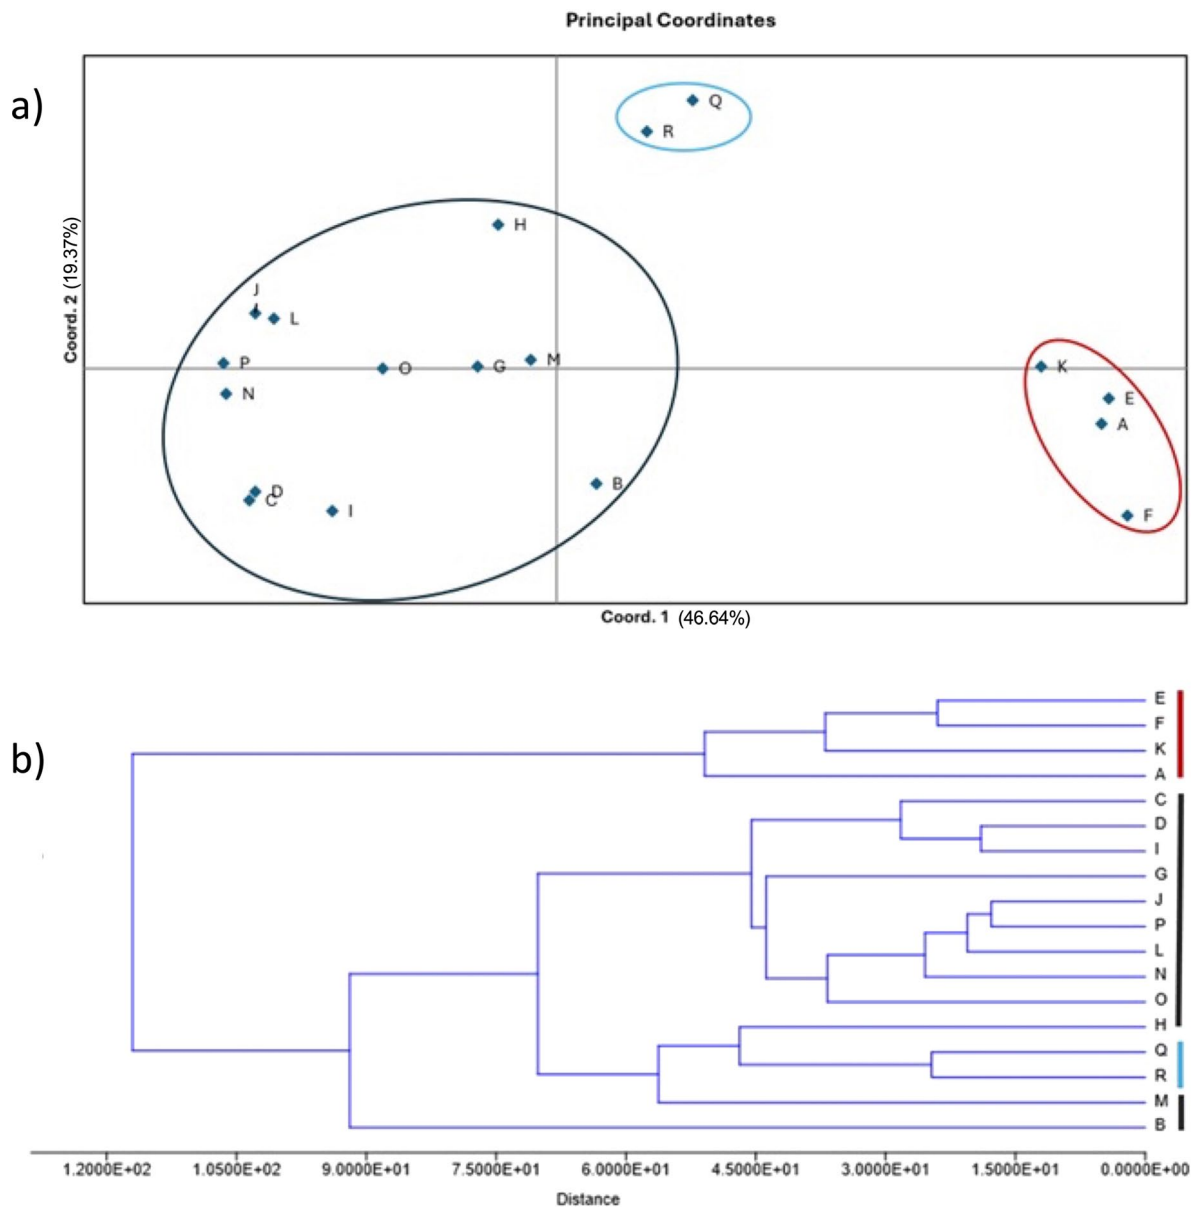 Principal Coordinates
a)
Q
R
H
J
L
P
O
G
M
K
N
E
A
D
C
I
B
F
Coord. 2 (19.37%)
Coord. 1 (46.64%)
b)
E
F
K
A
C
D
I
G
J
P
L
N
O
H
Q
R
M
B
1.2000E+02 1.0500E+02 9.0000E+01 7.5000E+01 6.0000E+01 4.5000E+01 3.0000E+01 1.5000E+01 0.0000E+00
Distance